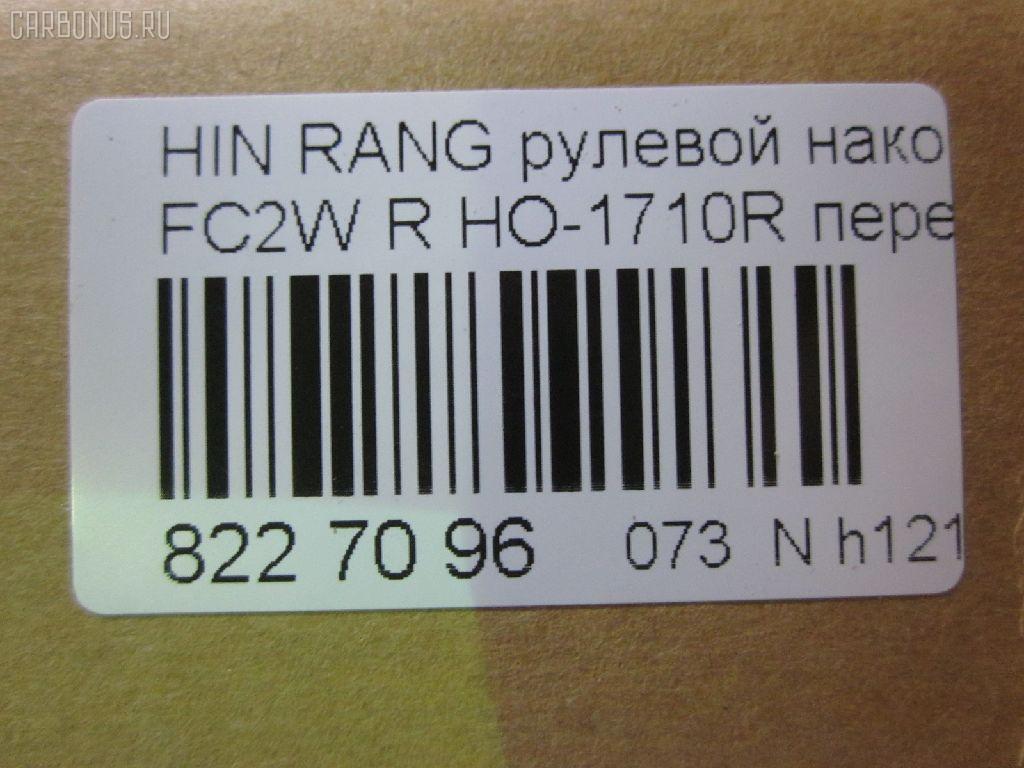 CARBONUS.RU
HIN RANG рулевой нако
FC2W R HO-1710R пере
822 70 96 073 N h121